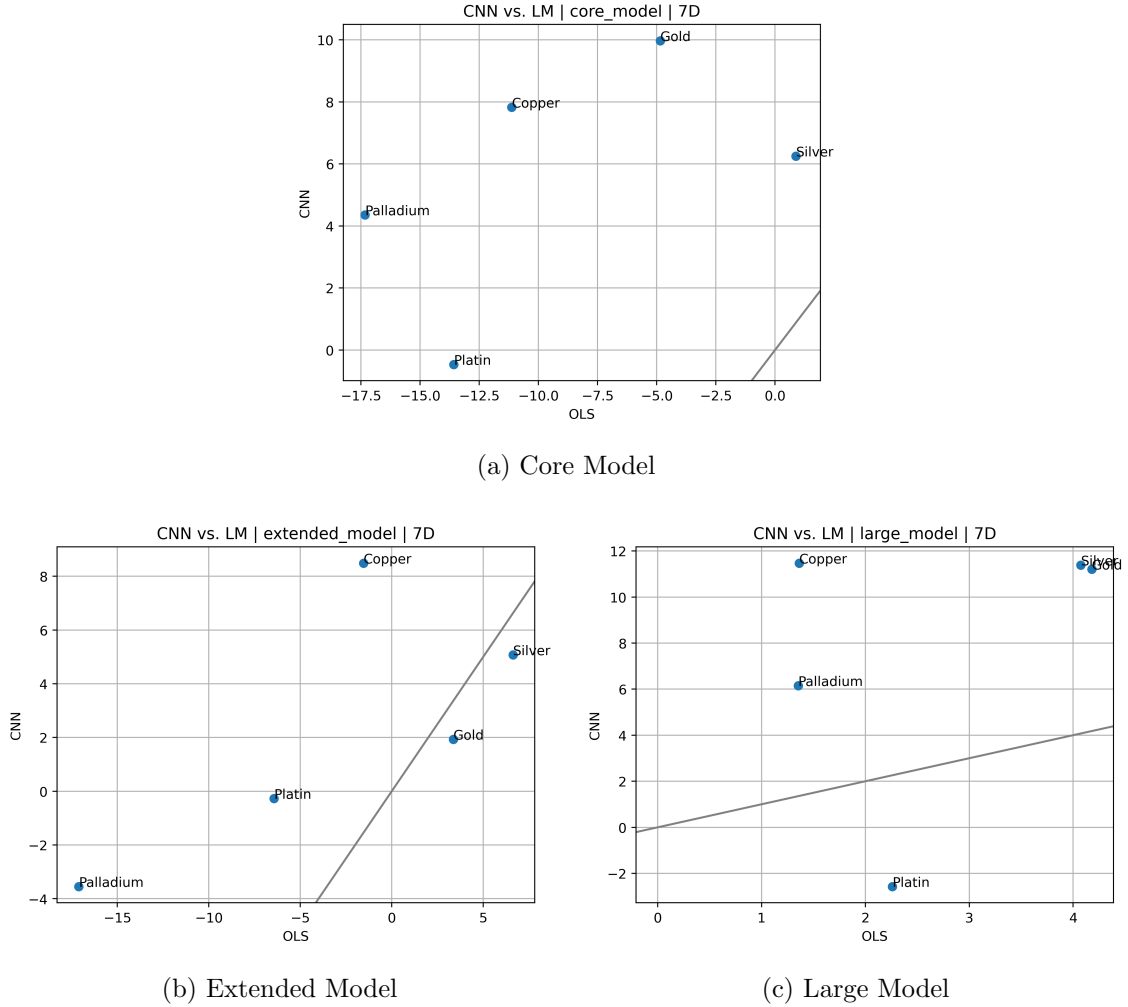 CNN vs. LM | core_model | 7D
10
8
6
4
2
0
CNN
Gold
Copper
Silver
Palladium
Platin
−17.5 −15.0 −12.5 −10.0 −7.5 −5.0 −2.5 0.0
OLS
(a) Core Model
CNN vs. LM | extended_model | 7D
8
6
4
2
0
−2
−4
CNN
Copper
Silver
Gold
Platin
Palladium
−15 −10 −5 0 5
OLS
(b) Extended Model
CNN vs. LM | large_model | 7D
12
10
8
6
4
2
0
−2
CNN
Copper
Silver
Gold
Palladium
Platin
0 1 2 3 4
OLS
(c) Large Model